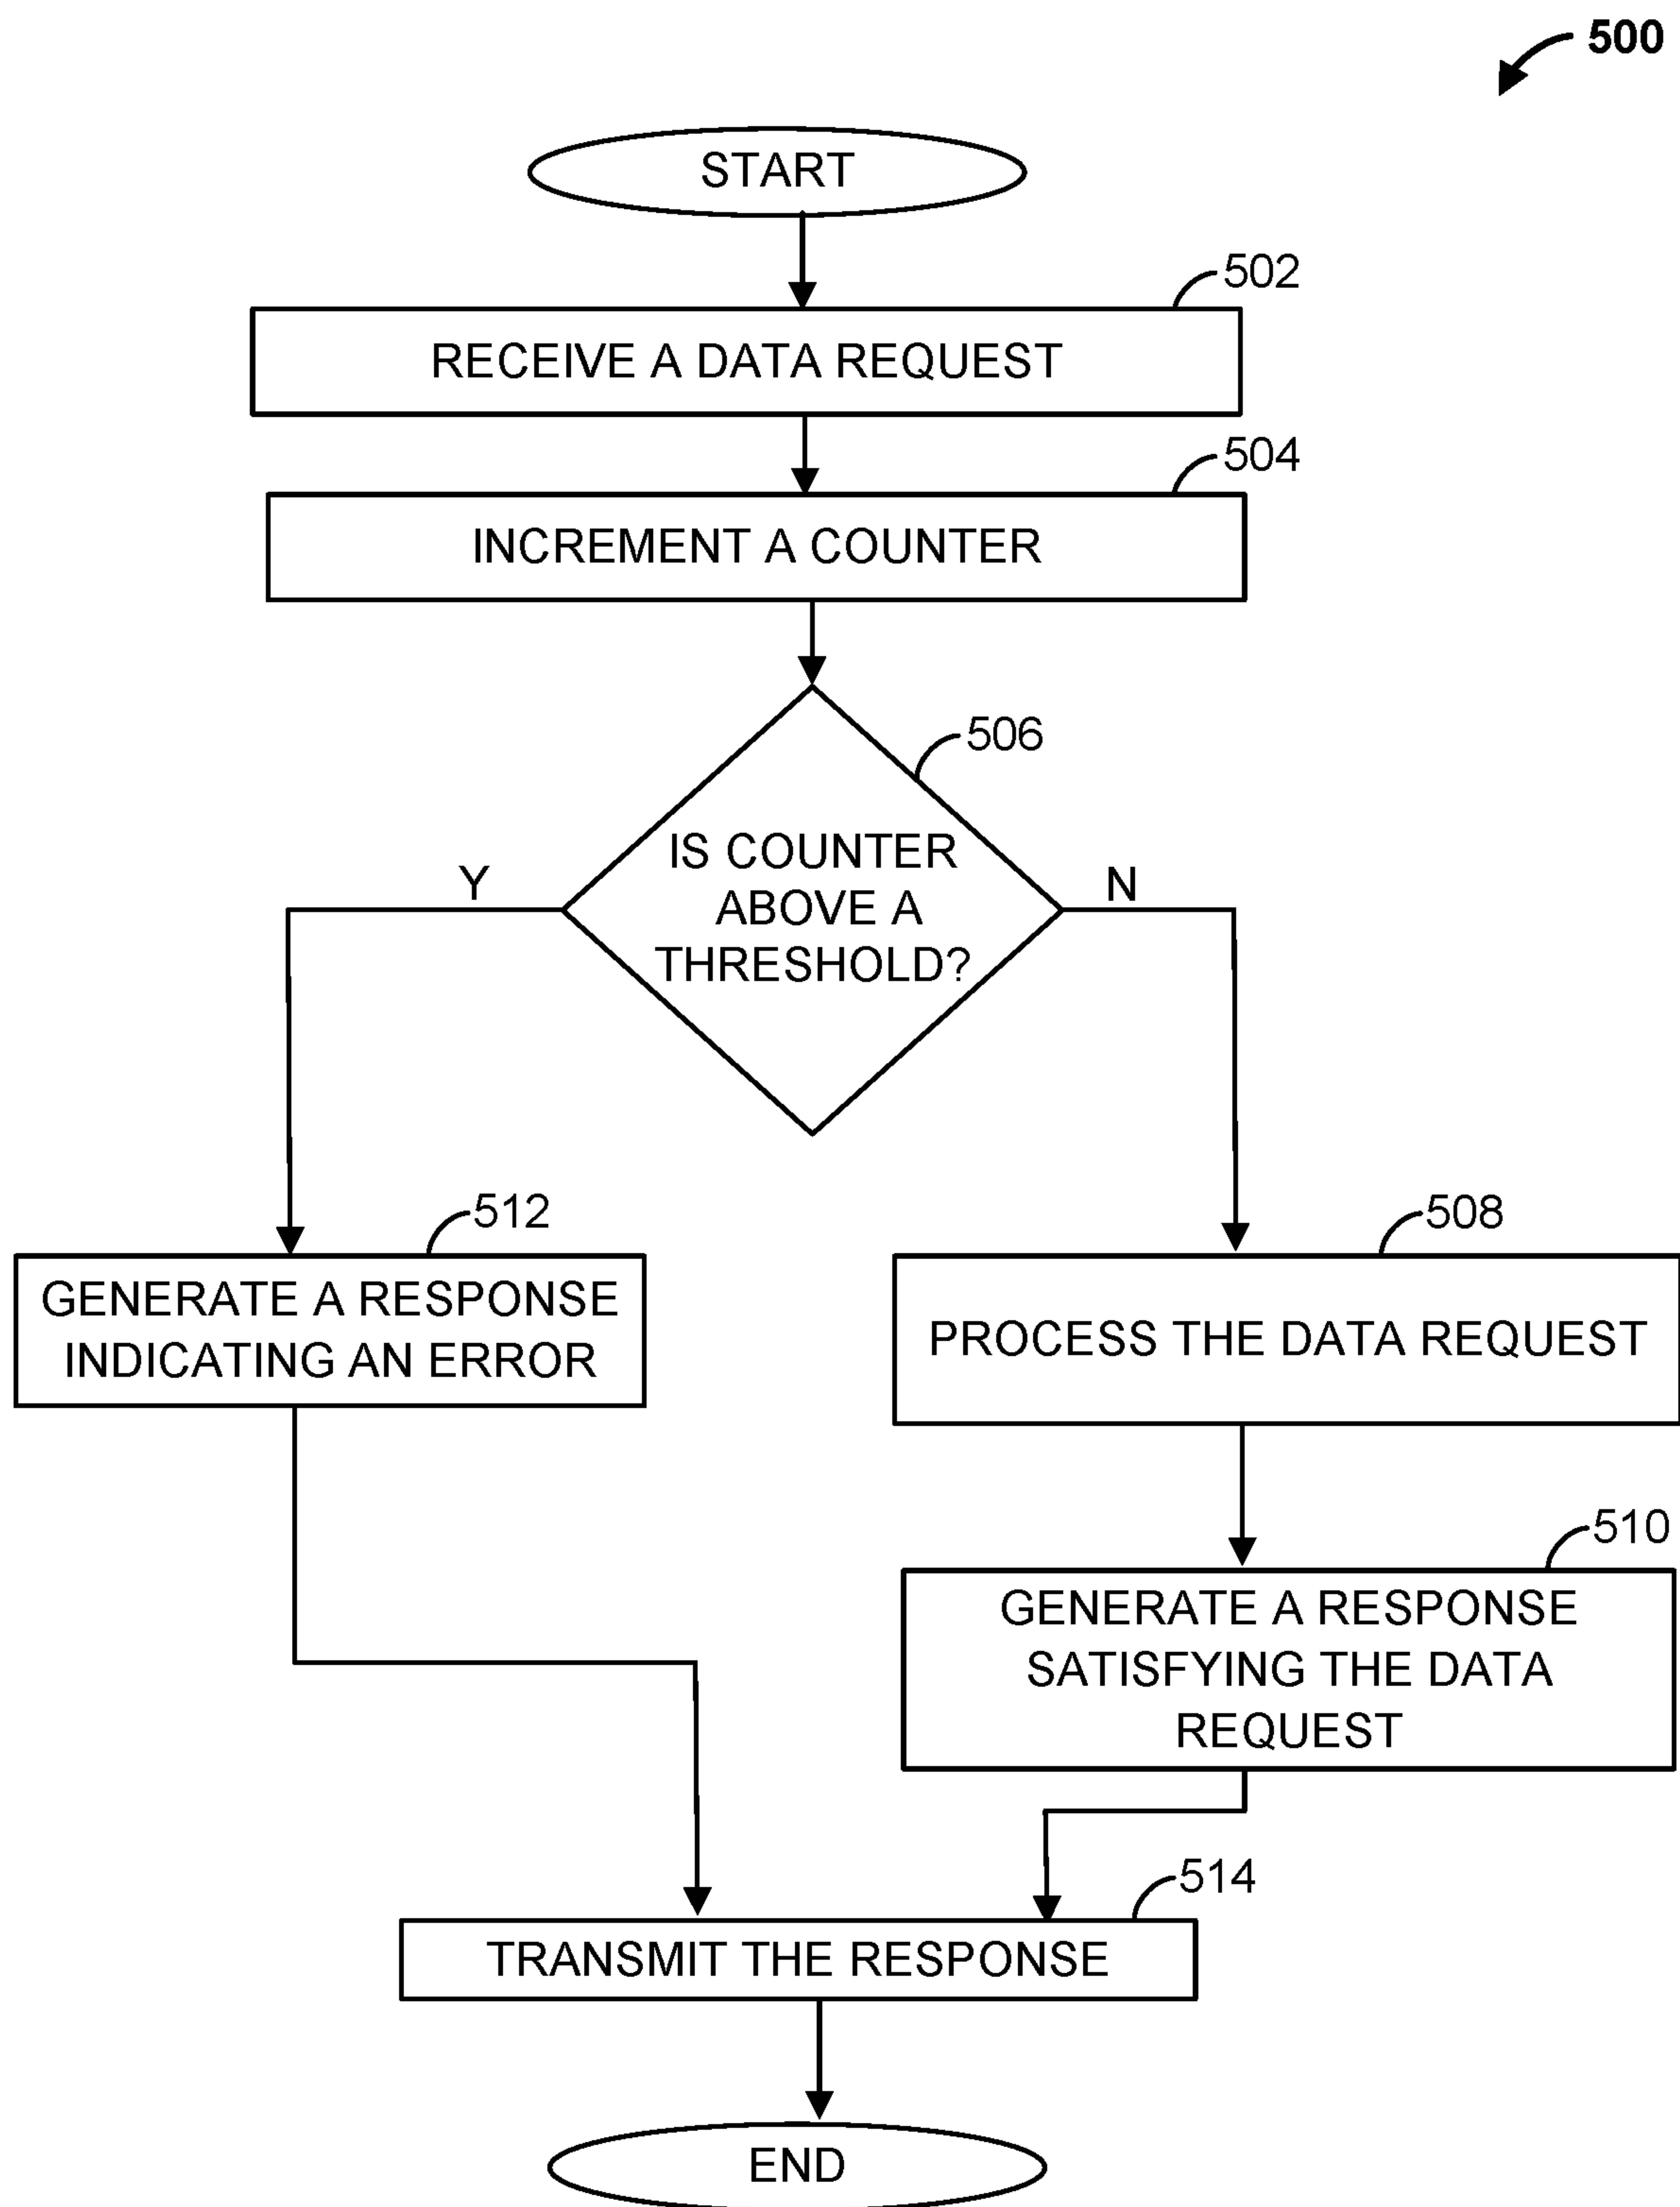 500
START
502
RECEIVE A DATA REQUEST
504
INCREMENT A COUNTER
506
IS COUNTER
ABOVE A
THRESHOLD?
Y
N
512
GENERATE A RESPONSE
INDICATING AN ERROR
508
PROCESS THE DATA REQUEST
510
GENERATE A RESPONSE
SATISFYING THE DATA
REQUEST
514
TRANSMIT THE RESPONSE
END